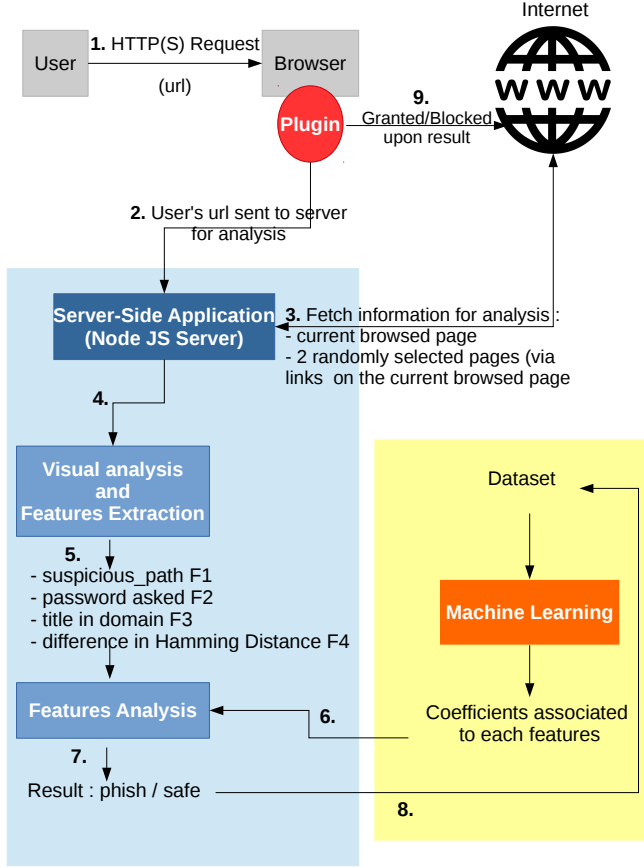 Internet
1. HTTP(S) Request
User
Browser
(url)
W W W
9.
Plugin
Granted/Blocked
upon result
2. User's url sent to server
for analysis
Server-Side Application
(Node JS Server)
3. Fetch information for analysis :
- current browsed page
- 2 randomly selected pages (via
links on the current browsed page
4.
Visual analysis
and
Features Extraction
Dataset
5.
- suspicious_path F1
- password asked F2
- title in domain F3
- difference in Hamming Distance F4
Machine Learning
Features Analysis
6.
Coefficients associated
to each features
7.
Result : phish / safe
8.